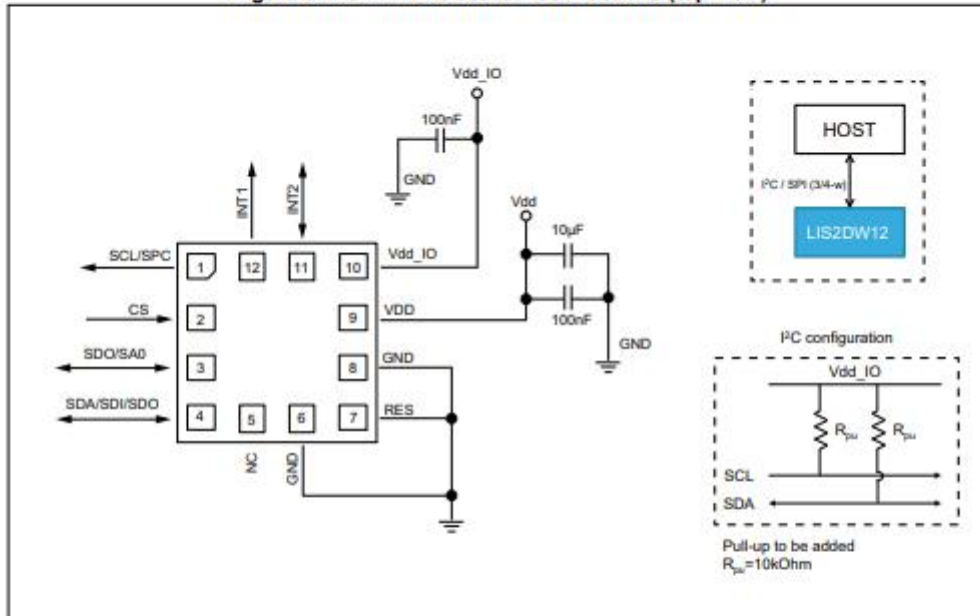 Vdd_IO
100nF
GND
INT1
INT2
Vdd
10µF
100nF
GND
SCL/SPC
CS
SDO/SA0
SDA/SDI/SDO
1
12
11
10
2
9
3
8
4
5
6
7
Vdd_IO
VDD
GND
RES
NC
GND
HOST
I²C / SPI (3/4-w)
LIS2DW12
I²C configuration
Vdd_IO
Rpu
Rpu
SCL
SDA
Pull-up to be added
Rpu=10kOhm